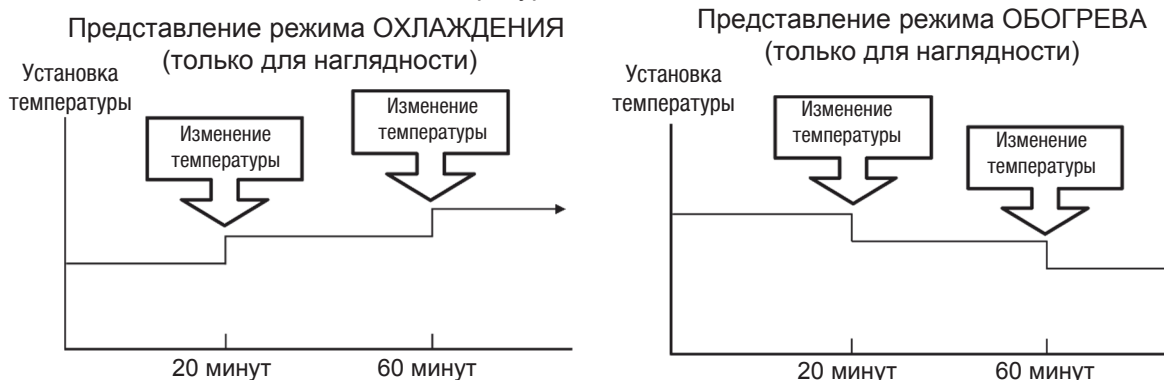 Представление режима ОХЛАЖДЕНИЯ
(только для наглядности)
Установка
температуры
Изменение
температуры
Изменение
температуры
20 минут
60 минут
Представление режима ОБОГРЕВА
(только для наглядности)
Установка
температуры
Изменение
температуры
Изменение
температуры
20 минут
60 минут